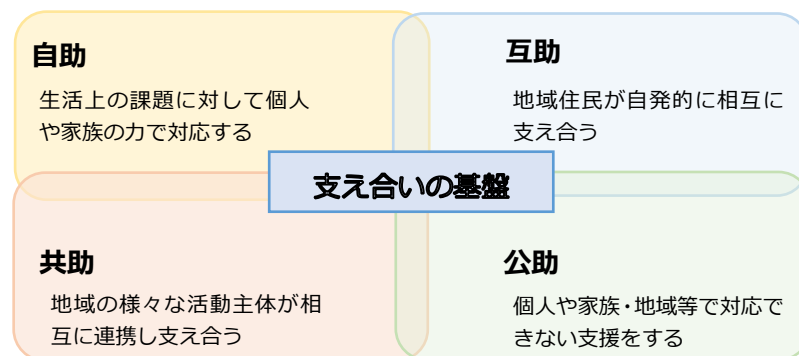 自助
生活上の課題に対して個人
や家族の力で対応する
互助
地域住民が自発的に相互に
支え合う
支え合いの基盤
共助
地域の様々な活動主体が相
互に連携し支え合う
公助
個人や家族・地域等で対応で
きない支援をする